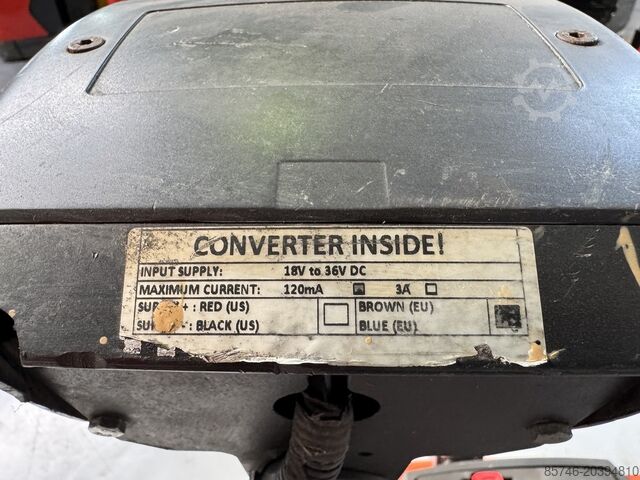 CONVERTER INSIDE!
INPUT SUPPLY: 18V to 36V DC
MAXIMUM CURRENT: 120mA 3A
+ : RED (US) BROWN (EU)
: BLACK (US) BLUE (EU)
85746-20394810